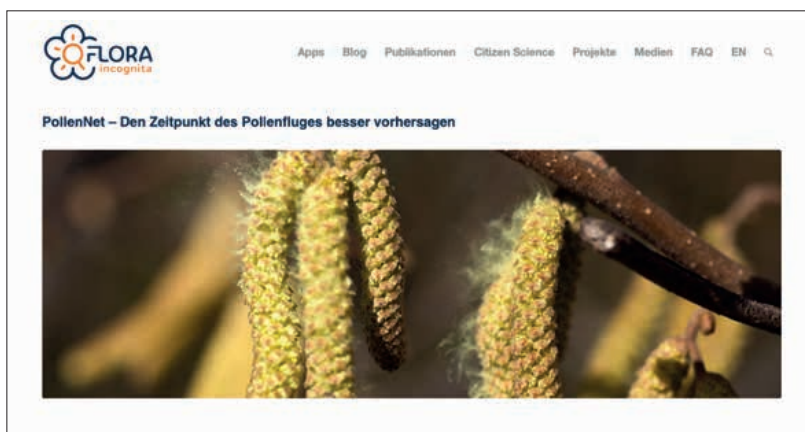 FLORA
incognita
Apps Blog Publikationen Citizen Science Projekte Medien FAQ EN
PollenNet – Den Zeitpunkt des Pollenfluges besser vorhersagen